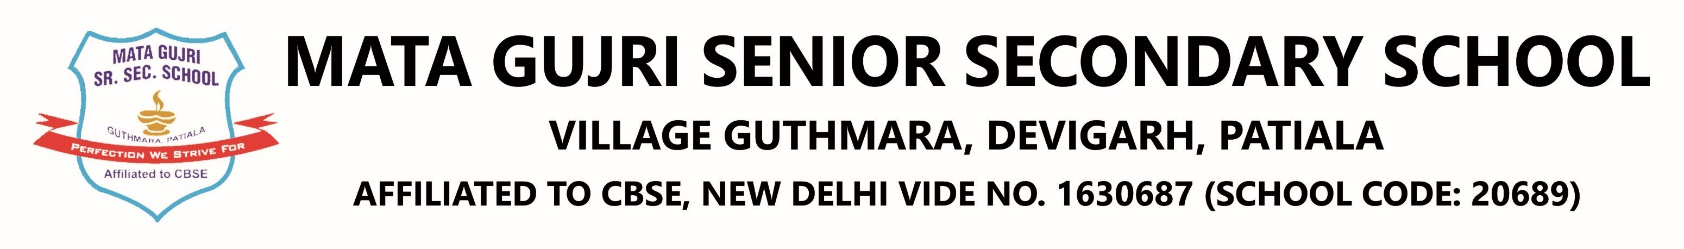 MATA GUJRI
SR. SEC. SCHOOL
GUTHMARA, PATIALA
PERFECTION WE STRIVE FOR
Affiliated to CBSE
MATA GUJRI SENIOR SECONDARY SCHOOL
VILLAGE GUTHMARA, DEVIGARH, PATIALA
AFFILIATED TO CBSE, NEW DELHI VIDE NO. 1630687 (SCHOOL CODE: 20689)